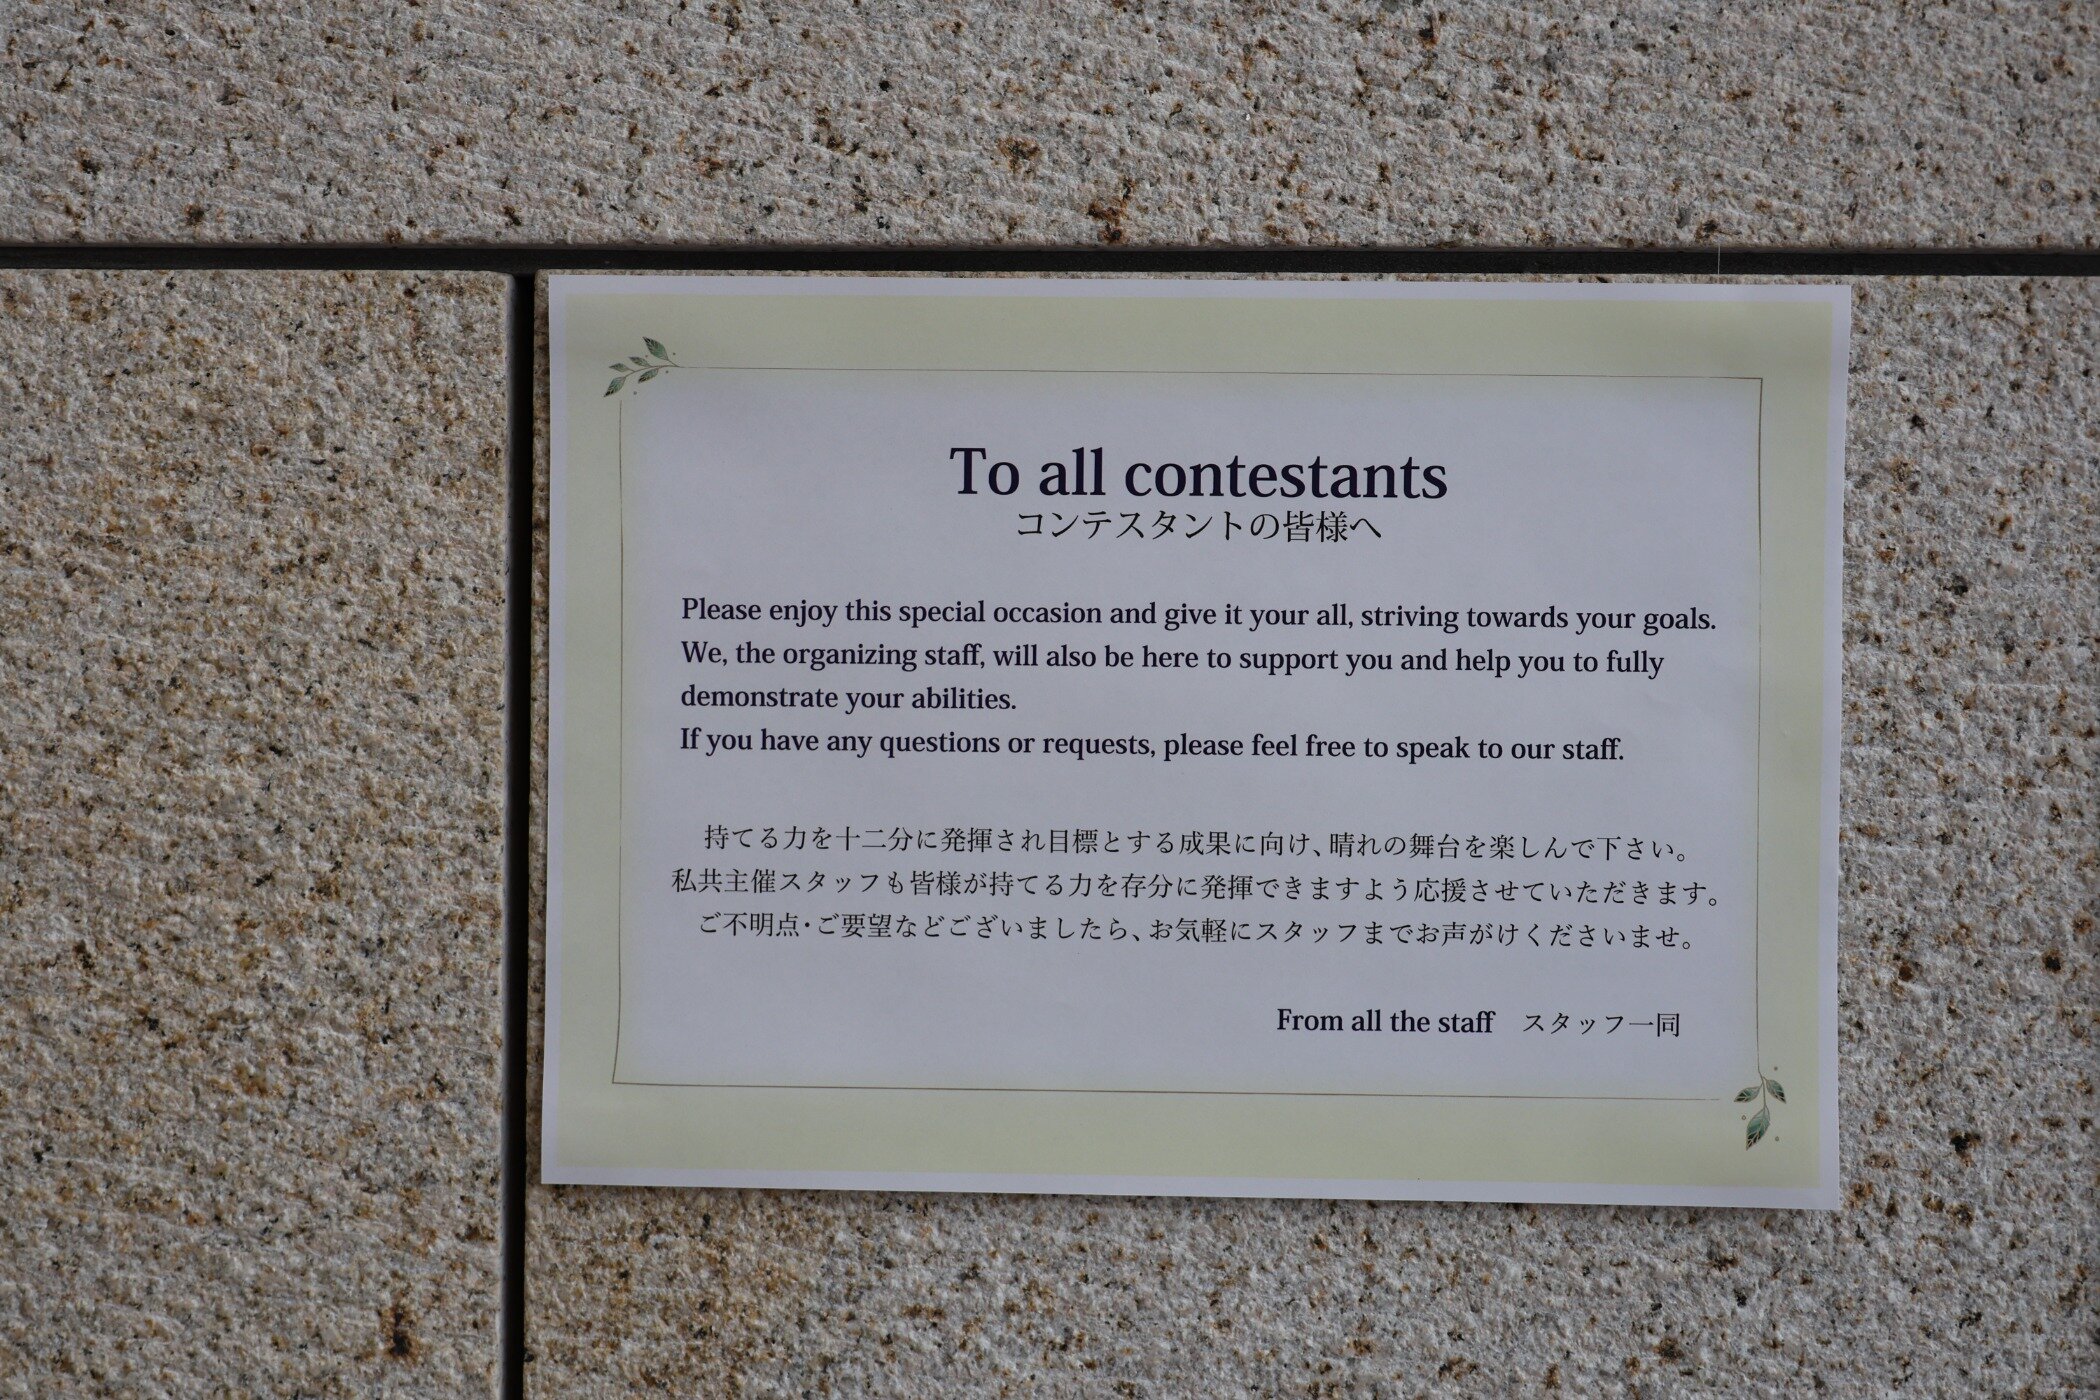 To all contestants
コンテスタントの皆様へ
Please enjoy this special occasion and give it your all, striving towards your goals.
We, the organizing staff, will also be here to support you and help you to fully
demonstrate your abilities.
If you have any questions or requests, please feel free to speak to our staff.
持てる力を十二分に発揮され目標とする成果に向け、晴れの舞台を楽しんで下さい。
私共主催スタッフも皆様が持てる力を存分に発揮できますよう応援させていただきます。
ご不明点・ご要望などございましたら、お気軽にスタッフまでお声がけくださいませ。
From all the staff　スタッフ一同